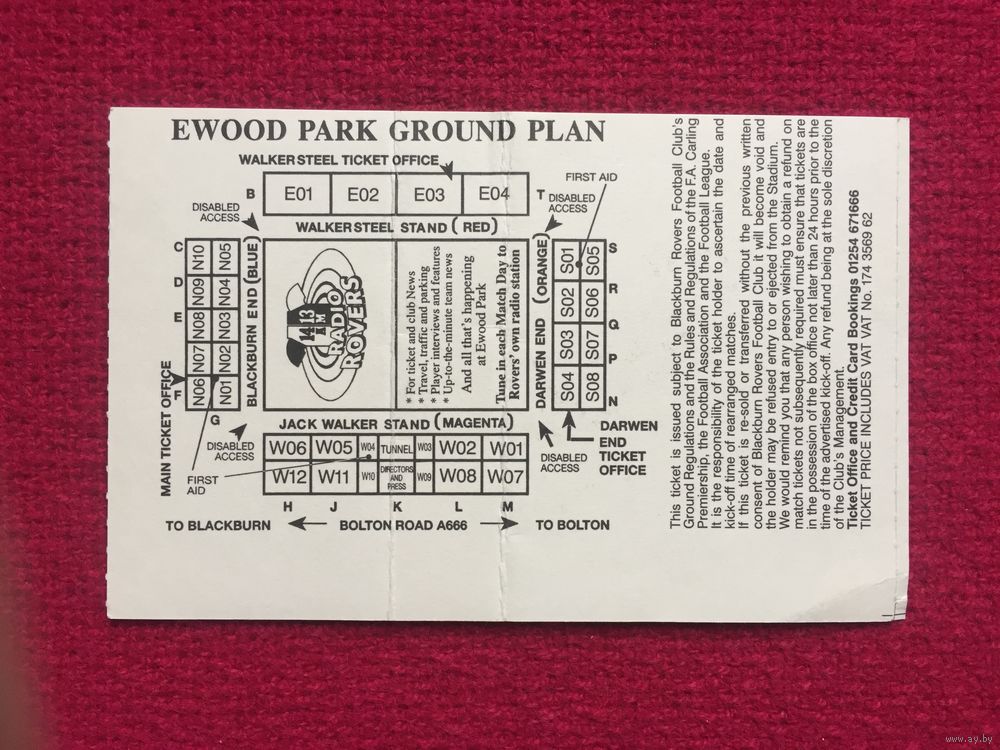 EWOOD PARK GROUND PLAN
WALKERSTEEL TICKET OFFICE
FIRST AID
B
E01 E02 E03 E04
T
DISABLED
ACCESS
DISABLED
ACCESS
WALKERSTEEL STAND (RED)
C
D
E
F
G
N10 N05
N09 N04
N08 N03
N07 N02
N06 N01
BLACKBURN END (BLUE)
MAIN TICKET OFFICE
1413
AM
RADIO
ROVERS
* For ticket and club News
* Travel, traffic and parking
* Player interviews and features
* Up-to-the-minute team news
And all that's happening
at Ewood Park
Tune in each Match Day to
Rovers' own radio station
DARWEN END (ORANGE)
S01 S05
S02 S06
S03 S07
S04 S08
S
R
Q
P
N
JACK WALKER STAND (MAGENTA)
DISABLED
ACCESS
FIRST
AID
W06 W05 W04 TUNNEL W03 W02 W01
W12 W11 W10 DIRECTORS AND PRESS W09 W08 W07
DISABLED
ACCESS
DARWEN
END
TICKET
OFFICE
H J K L M
TO BLACKBURN BOLTON ROAD A666 TO BOLTON
This ticket is issued subject to Blackburn Rovers Football Club's
Ground Regulations and the Rules and Regulations of the F.A. Carling
Premiership, the Football Association and the Football League.
It is the responsibility of the ticket holder to ascertain the date and
kick-off time of rearranged matches.
If this ticket is re-sold or transferred without the previous written
consent of Blackburn Rovers Football Club it will become void and
the holder may be refused entry to or ejected from the Stadium.
We would remind you that any person wishing to obtain a refund on
match tickets not subsequently required must ensure that tickets are
in the possession of the box office not later than 24 hours prior to the
time of the advertised kick-off. Any refund being at the sole discretion
of the Club's Management.
Ticket Office and Credit Card Bookings 01254 671666
TICKET PRICE INCLUDES VAT VAT No. 174 3569 62
www.ay.by